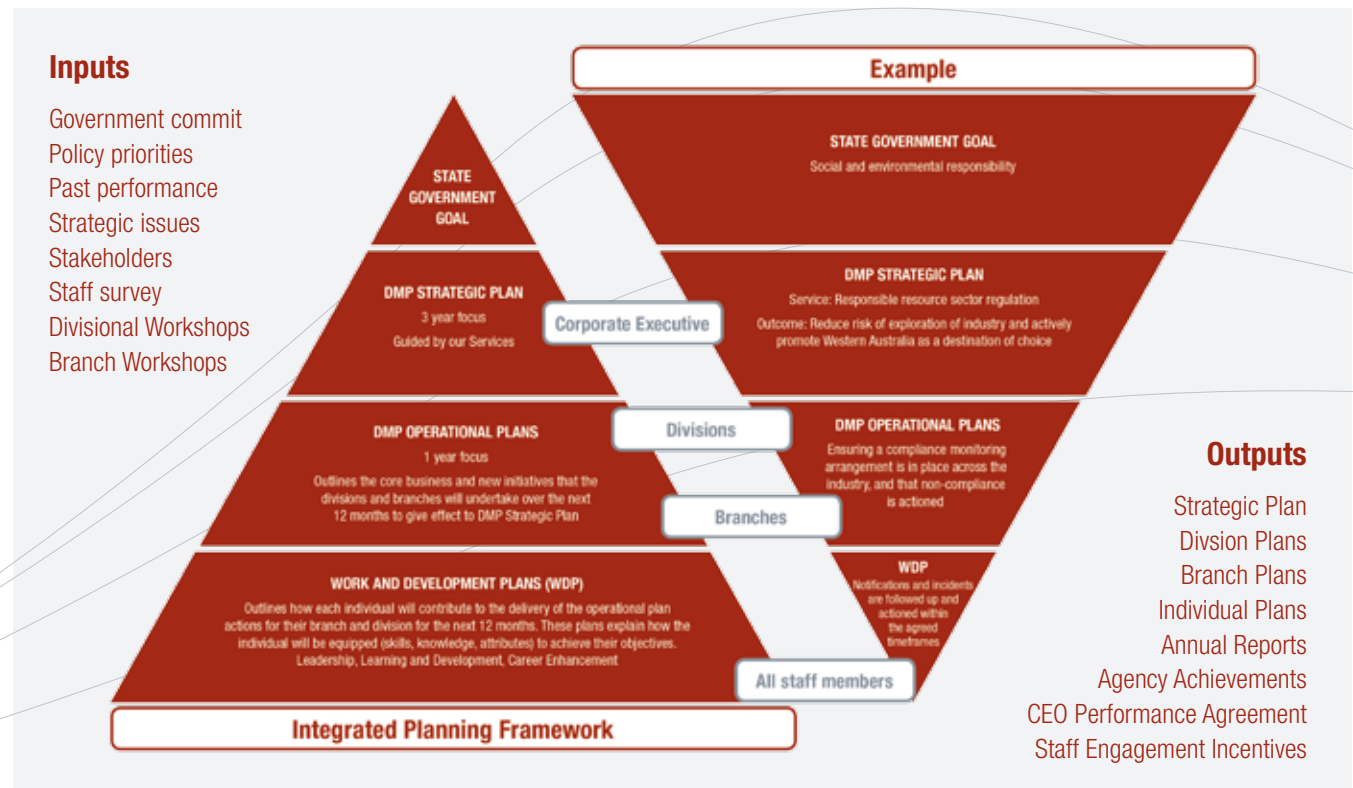 Inputs
Government commit
Policy priorities
Past performance
Strategic issues
Stakeholders
Staff survey
Divisional Workshops
Branch Workshops
STATE
GOVERNMENT
GOAL
DMP STRATEGIC PLAN
3 year focus
Guided by our Services
DMP OPERATIONAL PLANS
1 year focus
Outlines the core business and new initiatives that the
divisions and branches will undertake over the next
12 months to give effect to DMP Strategic Plan
WORK AND DEVELOPMENT PLANS (WDP)
Outlines how each individual will contribute to the delivery of the operational plan
actions for their branch and division for the next 12 months. These plans explain how the
individual will be equipped (skills, knowledge, attributes) to achieve their objectives.
Leadership, Learning and Development, Career Enhancement
Integrated Planning Framework
Corporate Executive
Divisions
Branches
All staff members
Example
STATE GOVERNMENT GOAL
Social and environmental responsibility
DMP STRATEGIC PLAN
Service: Responsible resource sector regulation
Outcome: Reduce risk of exploration of industry and actively
promote Western Australia as a destination of choice
DMP OPERATIONAL PLANS
Ensuring a compliance monitoring
arrangement is in place across the
industry, and that non-compliance
is actioned
WDP
Notifications and incidents
are followed up and
actioned within
the agreed
timeframes
Outputs
Strategic Plan
Divsion Plans
Branch Plans
Individual Plans
Annual Reports
Agency Achievements
CEO Performance Agreement
Staff Engagement Incentives